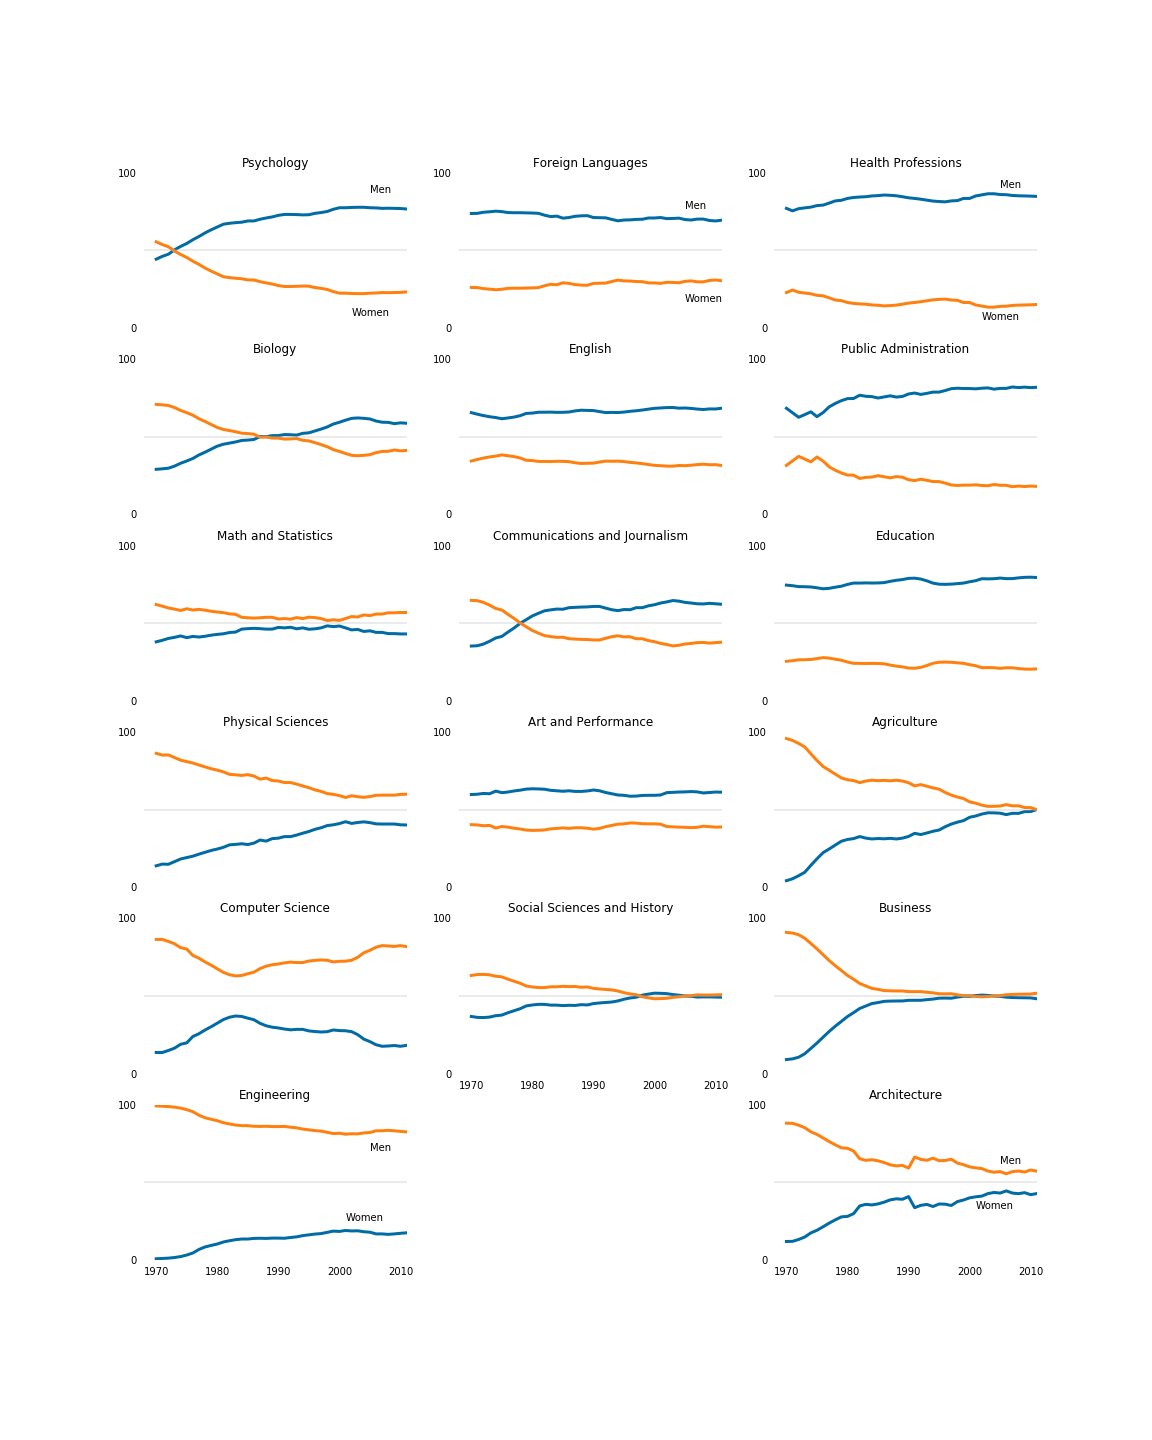 Psychology
100
Men
Women
0
Foreign Languages
100
Men
Women
0
Health Professions
100
Men
Women
0
Biology
100
0
English
100
0
Public Administration
100
0
Math and Statistics
100
0
Communications and Journalism
100
0
Education
100
0
Physical Sciences
100
0
Art and Performance
100
0
Agriculture
100
0
Computer Science
100
0
Social Sciences and History
100
0
1970 1980 1990 2000 2010
Business
100
0
Engineering
100
Men
Women
0
1970 1980 1990 2000 2010
Architecture
100
Men
Women
0
1970 1980 1990 2000 2010